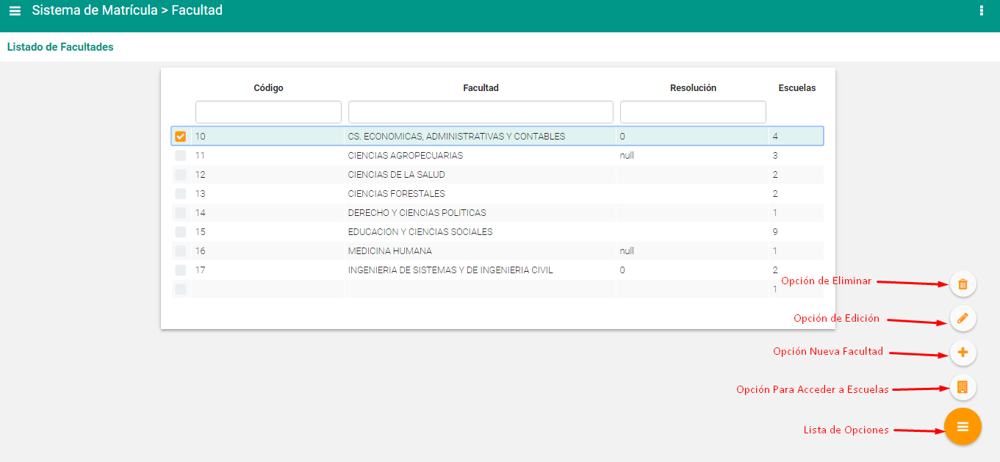 Sistema de Matrícula > Facultad
Listado de Facultades
Código Facultad Resolución Escuelas
10 CS. ECONOMICAS, ADMINISTRATIVAS Y CONTABLES 0 4
11 CIENCIAS AGROPECUARIAS null 3
12 CIENCIAS DE LA SALUD 2
13 CIENCIAS FORESTALES 2
14 DERECHO Y CIENCIAS POLITICAS 1
15 EDUCACION Y CIENCIAS SOCIALES 9
16 MEDICINA HUMANA null 1
17 INGENIERIA DE SISTEMAS Y DE INGENIERIA CIVIL 0 2
Opción de Eliminar
1
Opción de Edición
Opción Nueva Facultad
Opción Para Acceder a Escuelas
Lista de Opciones